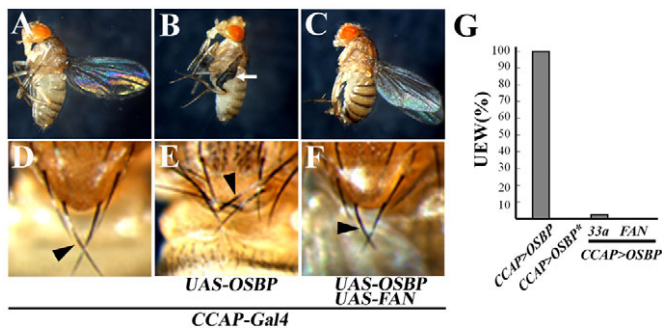 A B C G
D E F
UAS-OSBP UAS-OSBP
UAS-FAN
CCAP-Gal4
UEW(%)
100
90
80
70
60
50
40
30
20
10
CCAP>OSBP
CCAP>OSBP*
33a FAN
CCAP>OSBP